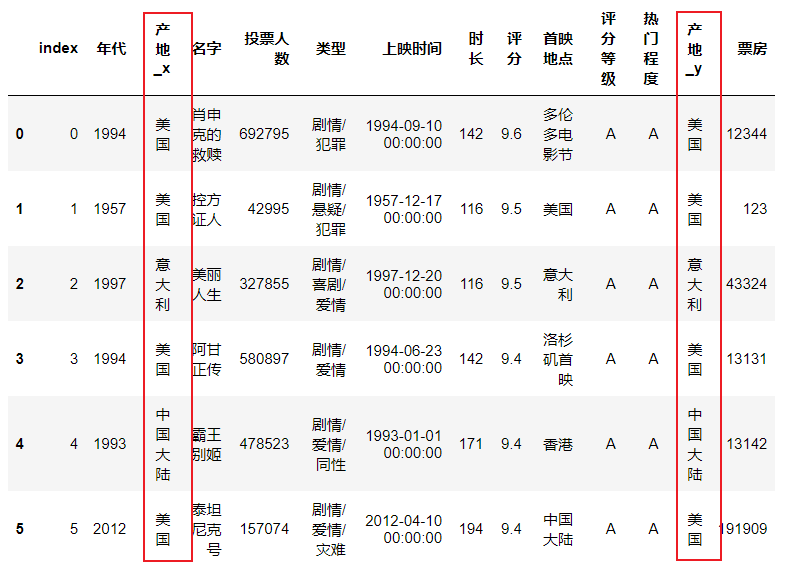 index 年代 产地_x 名字 投票人数 类型 上映时间 时长 评分 首映地点 评分等级 热门程度 产地_y 票房
0 0 1994 美国 肖申克的救赎 692795 剧情/犯罪 1994-09-10 00:00:00 142 9.6 多伦多电影节 A A 美国 12344
1 1 1957 美国 控方证人 42995 剧情/悬疑/犯罪 1957-12-17 00:00:00 116 9.5 美国 A A 美国 123
2 2 1997 意大利 美丽人生 327855 剧情/喜剧/爱情 1997-12-20 00:00:00 116 9.5 意大利 A A 意大利 43324
3 3 1994 美国 阿甘正传 580897 剧情/爱情 1994-06-23 00:00:00 142 9.4 洛杉矶首映 A A 美国 13131
4 4 1993 中国大陆 霸王别姬 478523 剧情/爱情/同性 1993-01-01 00:00:00 171 9.4 香港 A A 中国大陆 13142
5 5 2012 美国 泰坦尼克号 157074 剧情/爱情/灾难 2012-04-10 00:00:00 194 9.4 中国大陆 A A 美国 191909